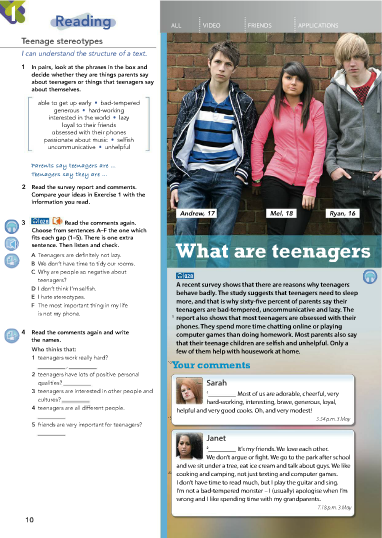 1
Reading
Teenage stereotypes
I can understand the structure of a text.
1 In pairs, look at the phrases in the box and
decide whether they are things parents say
about teenagers or things that teenagers say
about themselves.
able to get up early • bad-tempered
generous • hard-working
interested in the world • lazy
loyal to their friends
obsessed with their phones
passionate about music • selfish
uncommunicative • unhelpful
Parents say teenagers are ...
Teenagers say they are ...
2 Read the survey report and comments.
Compare your ideas in Exercise 1 with the
information you read.
3 Read the comments again.
Choose from sentences A–F the one which
fits each gap (1–5). There is one extra
sentence. Then listen and check.
A Teenagers are definitely not lazy.
B We don't have time to tidy our rooms.
C Why are people so negative about
teenagers?
D I don't think I'm selfish.
E I hate stereotypes.
F The most important thing in my life
is not my phone.
4 Read the comments again and write
the names.
Who thinks that:
1 teenagers work really hard?
2 teenagers have lots of positive personal
qualities?
3 teenagers are interested in other people and
cultures?
4 teenagers are all different people.
5 friends are very important for teenagers?
10
ALL VIDEO FRIENDS APPLICATIONS
Andrew, 17 Mel, 18 Ryan, 16
What are teenagers
A recent survey shows that there are reasons why teenagers
behave badly. The study suggests that teenagers need to sleep
more, and that is why sixty-five percent of parents say their
teenagers are bad-tempered, uncommunicative and lazy. The
report also shows that most teenagers are obsessed with their
phones. They spend more time chatting online or playing
computer games than doing homework. Most parents also say
that their teenage children are selfish and unhelpful. Only a
few of them help with housework at home.
Your comments
Sarah
1 Most of us are adorable, cheerful, very
hard-working, interesting, brave, generous, loyal,
helpful and very good cooks. Oh, and very modest!
5.54 p.m. 3 May
Janet
2 It's my friends. We love each other.
We don't argue or fight. We go to the park after school
and we sit under a tree, eat ice cream and talk about guys. We like
cooking and camping, not just texting and computer games.
I don't have time to read much, but I play the guitar and sing.
I'm not a bad-tempered monster – I (usually) apologise when I'm
wrong and I like spending time with my grandparents.
7.18 p.m. 3 May